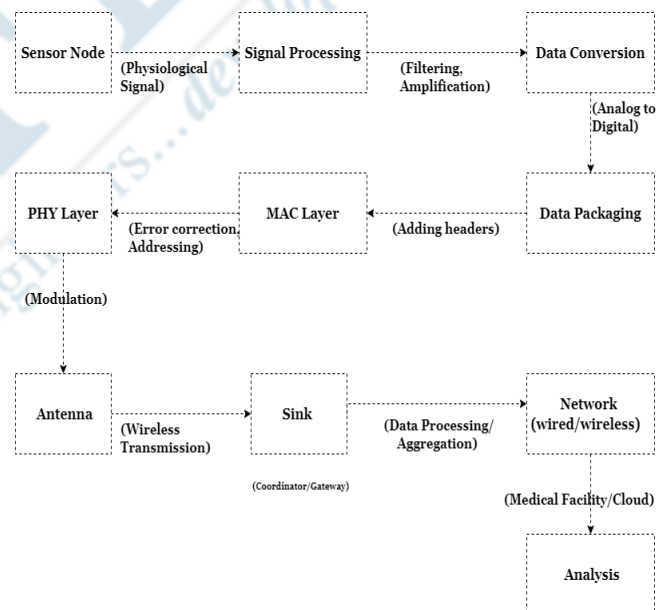 Sensor Node
(Physiological
Signal)
Signal Processing
(Filtering,
Amplification)
Data Conversion
(Analog to
Digital)
PHY Layer
(Error correction,
Addressing)
MAC Layer
(Adding headers)
Data Packaging
(Modulation)
Antenna
(Wireless
Transmission)
Sink
(Coordinator/Gateway)
(Data Processing/
Aggregation)
Network
(wired/wireless)
(Medical Facility/Cloud)
Analysis